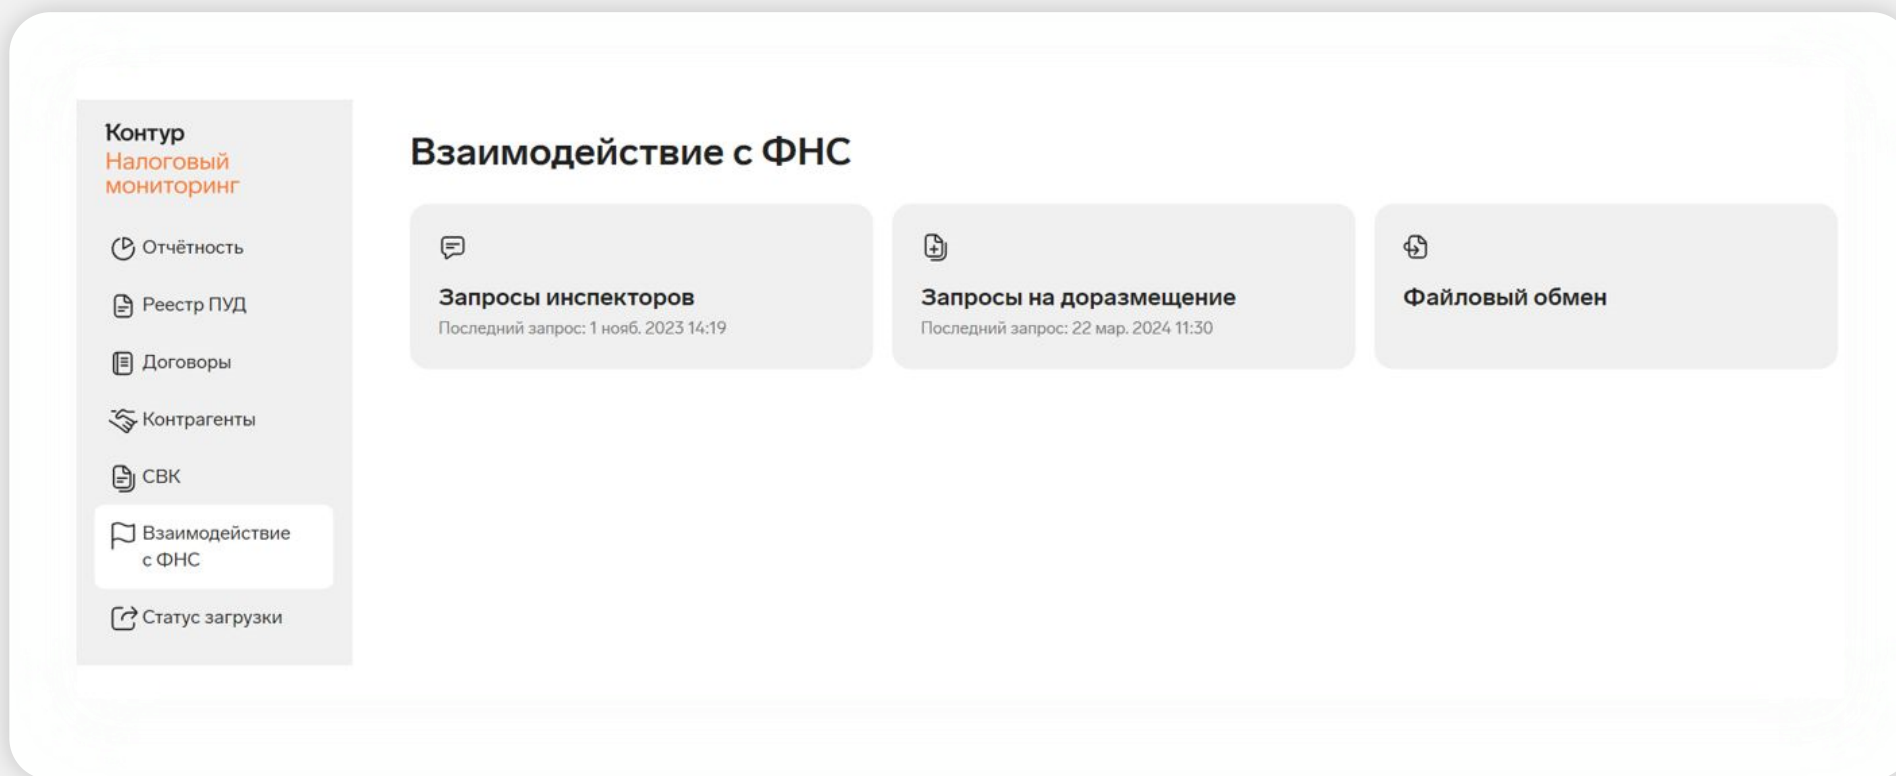 Контур
Налоговый
мониторинг
Отчётность
Реестр ПУД
Договоры
Контрагенты
СВК
Взаимодействие
с ФНС
Статус загрузки
Взаимодействие с ФНС
Запросы инспекторов
Последний запрос: 1 нояб. 2023 14:19
Запросы на доразмещение
Последний запрос: 22 мар. 2024 11:30
Файловый обмен